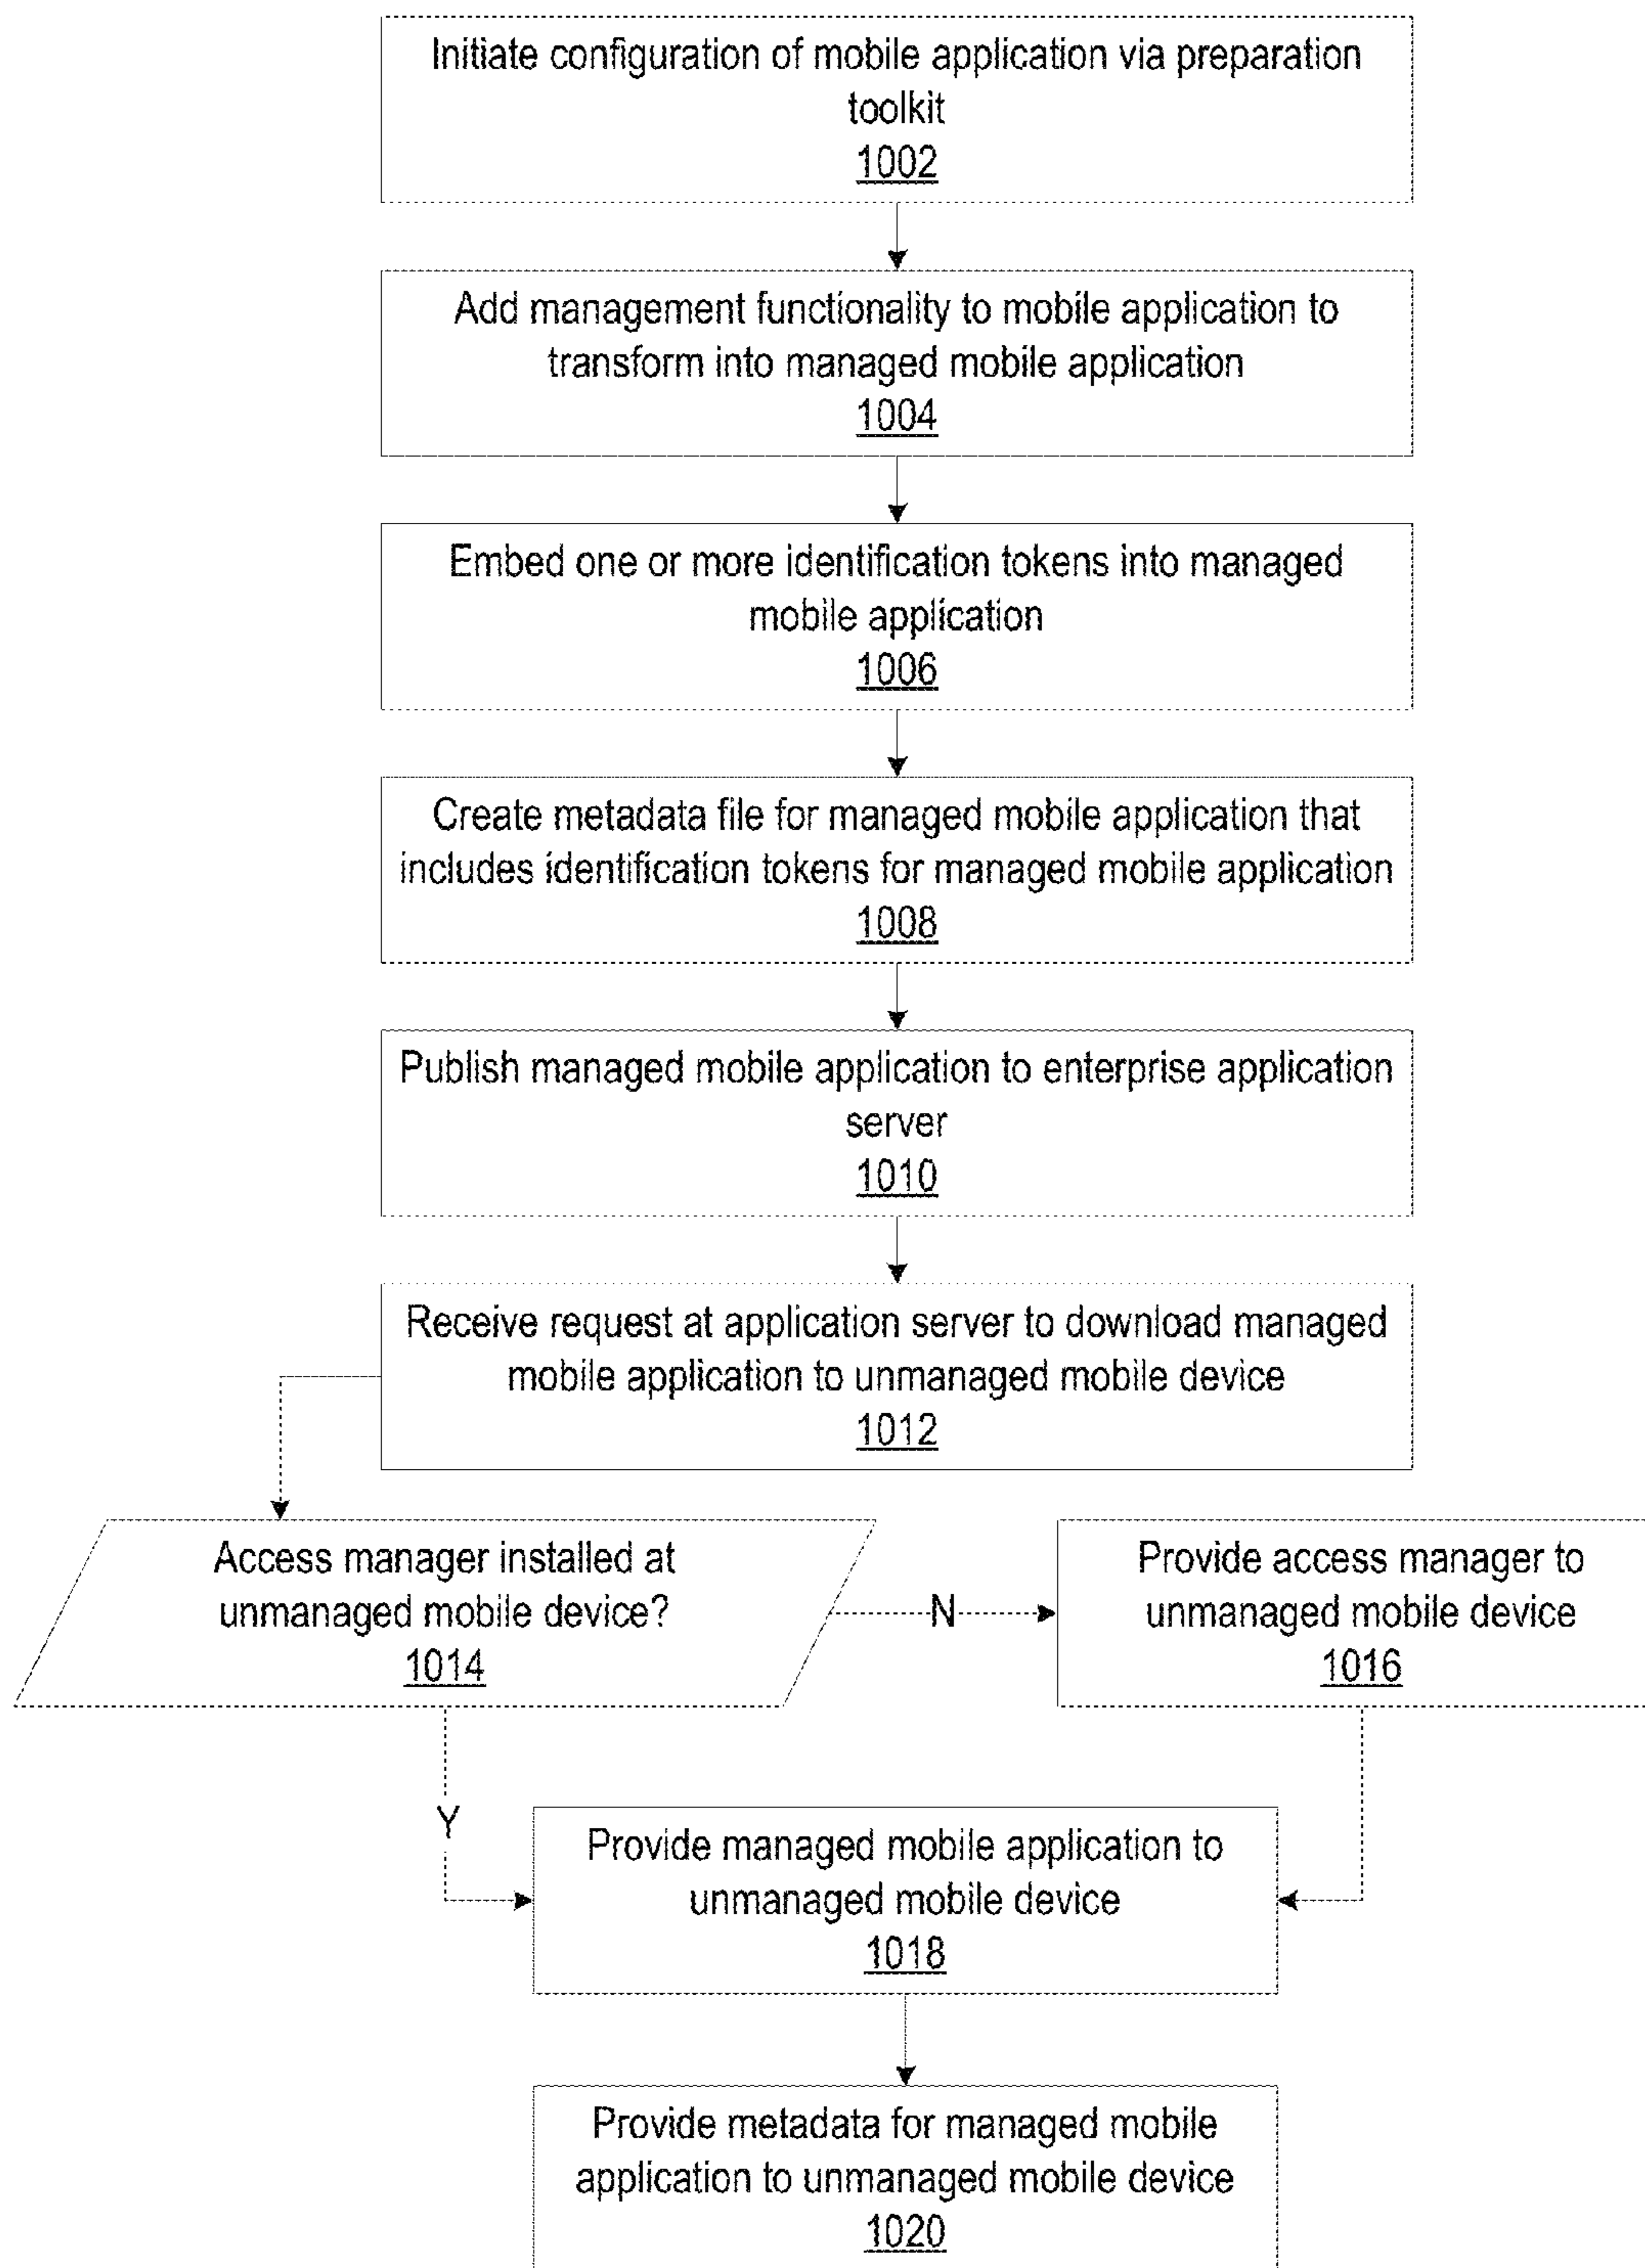 Initiate configuration of mobile application via preparation
toolkit
1002
Add management functionality to mobile application to
transform into managed mobile application
1004
Embed one or more identification tokens into managed
mobile application
1006
Create metadata file for managed mobile application that
includes identification tokens for managed mobile application
1008
Publish managed mobile application to enterprise application
server
1010
Receive request at application server to download managed
mobile application to unmanaged mobile device
1012
Access manager installed at
unmanaged mobile device?
1014
N
Provide access manager to
unmanaged mobile device
1016
Y
Provide managed mobile application to
unmanaged mobile device
1018
Provide metadata for managed mobile
application to unmanaged mobile device
1020